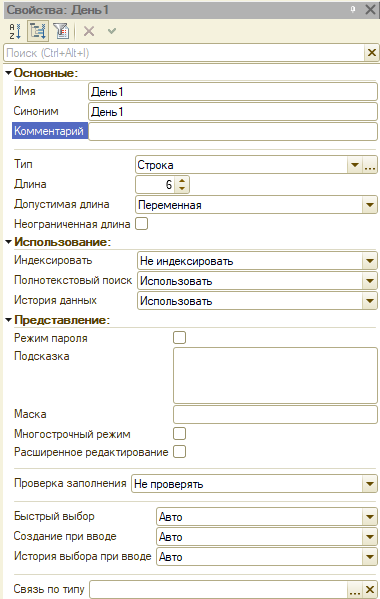 Свойства: День1
Поиск (Ctrl+Alt+I)
Основные:
Имя День1
Синоним День1
Комментарий
Тип Строка
Длина 6
Допустимая длина Переменная
Неограниченная длина
Использование:
Индексировать Не индексировать
Полнотекстовый поиск Использовать
История данных Использовать
Представление:
Режим пароля
Подсказка
Маска
Многострочный режим
Расширенное редактирование
Проверка заполнения Не проверять
Быстрый выбор Авто
Создание при вводе Авто
История выбора при вводе Авто
Связь по типу